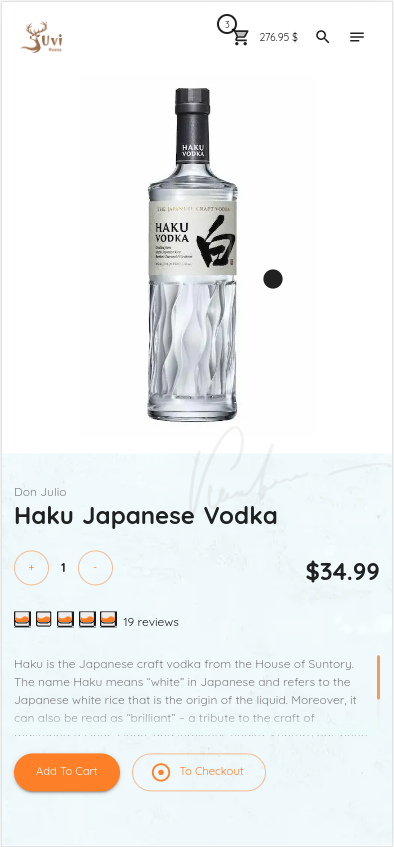 3
Uvi
276.95 $
HAKU
VODKA
THE JAPANESE CRAFT VODKA
HAKU
VODKA
白
Don Julio
Haku Japanese Vodka
+ 1 -
$34.99
19 reviews
Haku is the Japanese craft vodka from the House of Suntory.
The name Haku means “white” in Japanese and refers to the
Japanese white rice that is the origin of the liquid. Moreover, it
can also be read as “brilliant” – a tribute to the craft of
Add To Cart
To Checkout